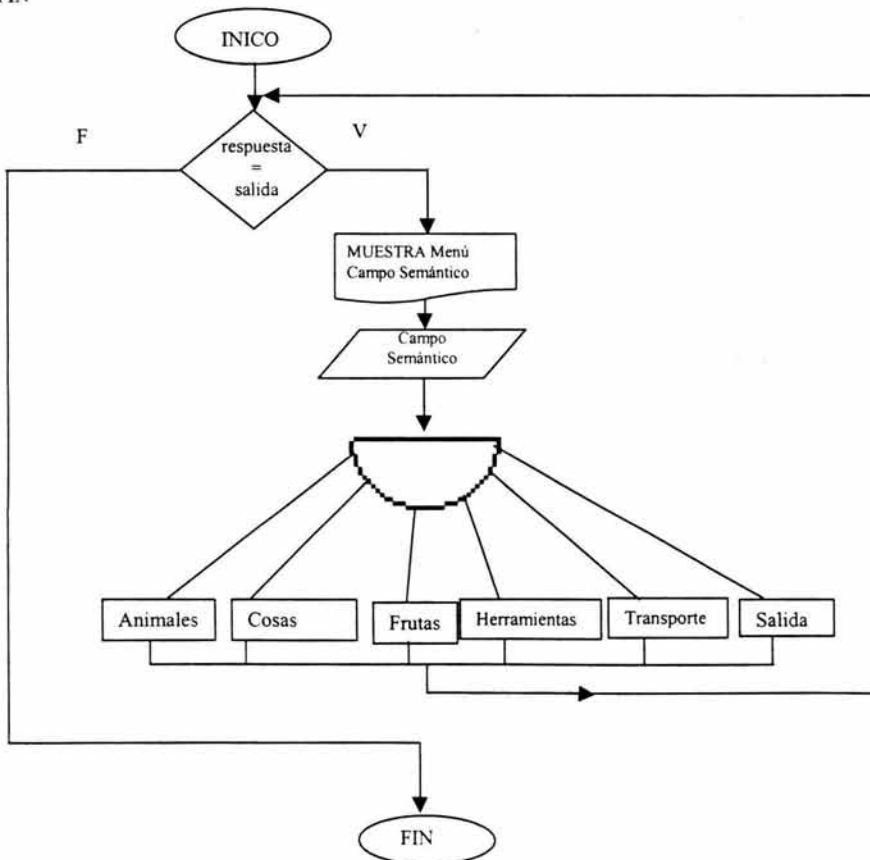 INICO
F
V
respuesta
=
salida
MUESTRA Menú
Campo Semántico
Campo
Semántico
Animales
Cosas
Frutas
Herramientas
Transporte
Salida
FIN